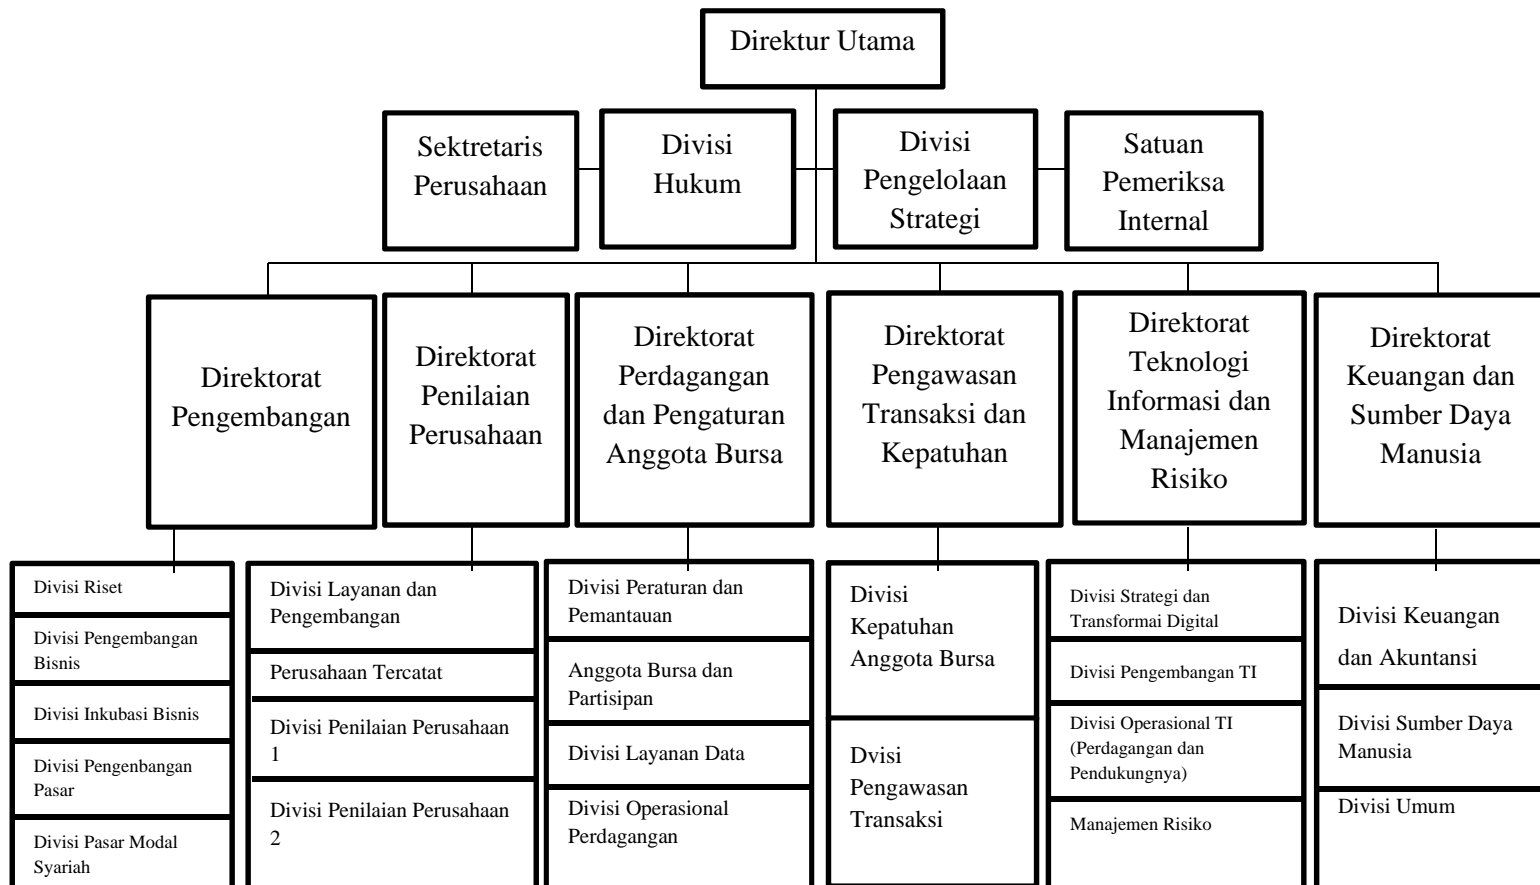 Direktur Utama
Sektretaris
Perusahaan
Divisi
Hukum
Divisi
Pengelolaan
Strategi
Satuan
Pemeriksa
Internal
Direktorat
Pengembangan
Direktorat
Penilaian
Perusahaan
Direktorat
Perdagangan
dan Pengaturan
Anggota Bursa
Direktorat
Pengawasan
Transaksi dan
Kepatuhan
Direktorat
Teknologi
Informasi dan
Manajemen
Risiko
Direktorat
Keuangan dan
Sumber Daya
Manusia
Divisi Riset
Divisi Pengembangan
Bisnis
Divisi Inkubasi Bisnis
Divisi Pengenbangan
Pasar
Divisi Pasar Modal
Syariah
Divisi Layanan dan
Pengembangan
Perusahaan Tercatat
Divisi Penilaian Perusahaan
1
Divisi Penilaian Perusahaan
2
Divisi Peraturan dan
Pemantauan
Anggota Bursa dan
Partisipan
Divisi Layanan Data
Divisi Operasional
Perdagangan
Divisi
Kepatuhan
Anggota Bursa
Dvisi
Pengawasan
Transaksi
Divisi Strategi dan
Transformai Digital
Divisi Pengembangan TI
Divisi Operasional TI
(Perdagangan dan
Pendukungnya)
Manajemen Risiko
Divisi Keuangan
dan Akuntansi
Divisi Sumber Daya
Manusia
Divisi Umum